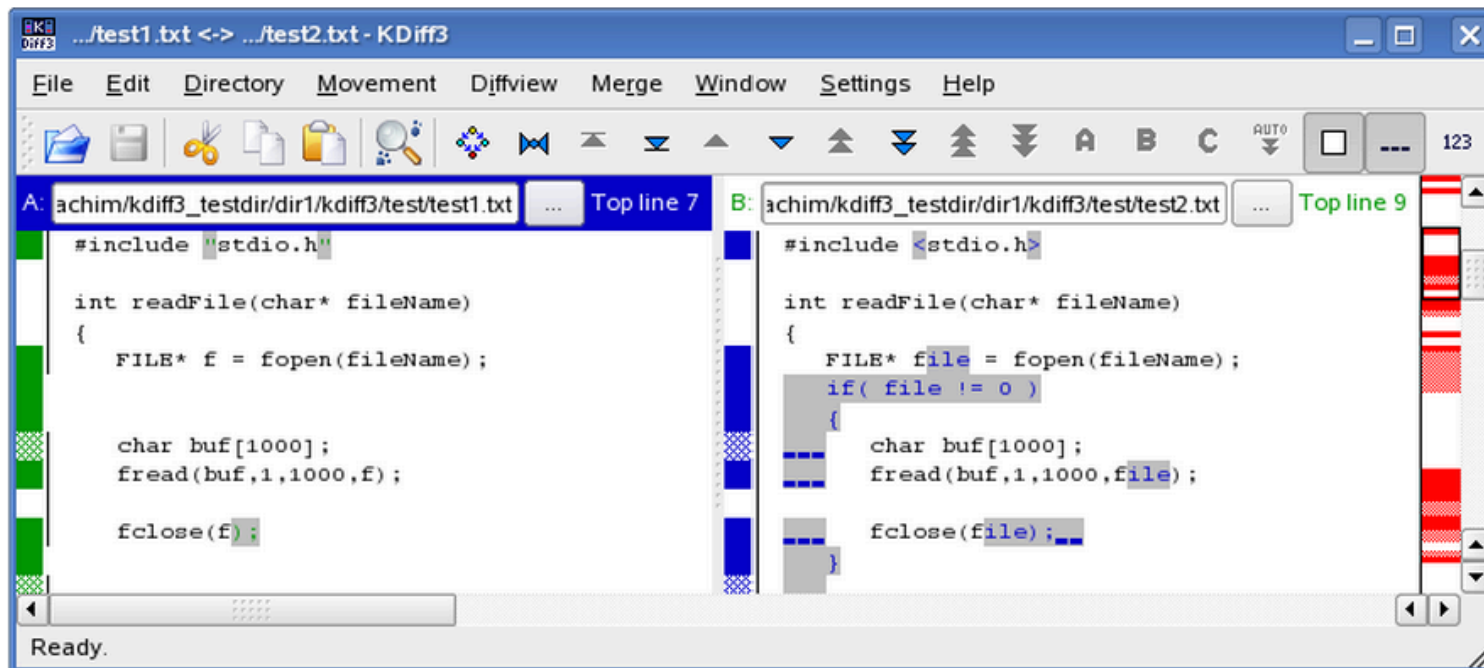 KDiff3
.../test1.txt <-> .../test2.txt - KDiff3
File Edit Directory Movement Diffview Merge Window Settings Help
A B C AUTO 123
A: achim/kdiff3_testdir/dir1/kdiff3/test/test1.txt ... Top line 7
#include "stdio.h"
int readFile(char* fileName)
{
FILE* f = fopen(fileName);
char buf[1000];
fread(buf,1,1000,f);
fclose(f);
B: achim/kdiff3_testdir/dir1/kdiff3/test/test2.txt ... Top line 9
#include <stdio.h>
int readFile(char* fileName)
{
FILE* file = fopen(fileName);
if( file != 0 )
{
char buf[1000];
fread(buf,1,1000,file);
fclose(file);
}
Ready.